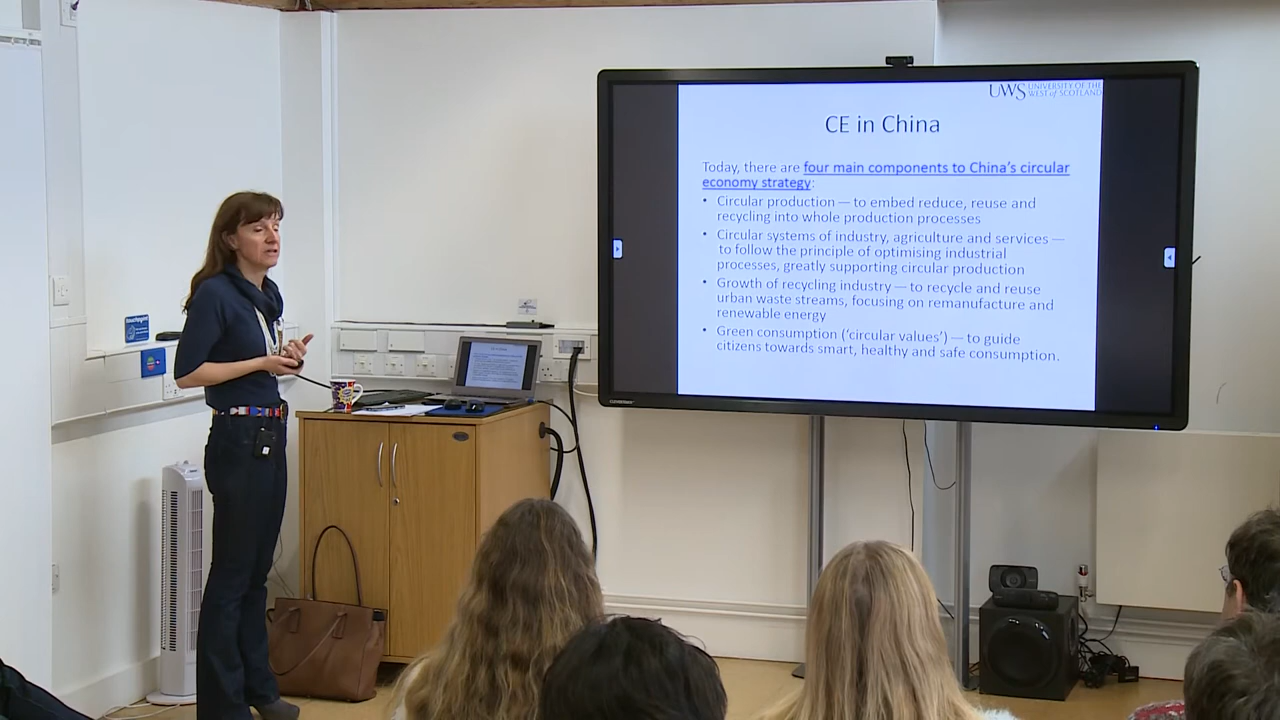 UWS UNIVERSITY OF THE
WEST of SCOTLAND
CE in China
Today, there are four main components to China's circular
economy strategy:
• Circular production — to embed reduce, reuse and
recycling into whole production processes
• Circular systems of industry, agriculture and services —
to follow the principle of optimising industrial
processes, greatly supporting circular production
• Growth of recycling industry — to recycle and reuse
urban waste streams, focusing on remanufacture and
renewable energy
• Green consumption ('circular values') — to guide
citizens towards smart, healthy and safe consumption.